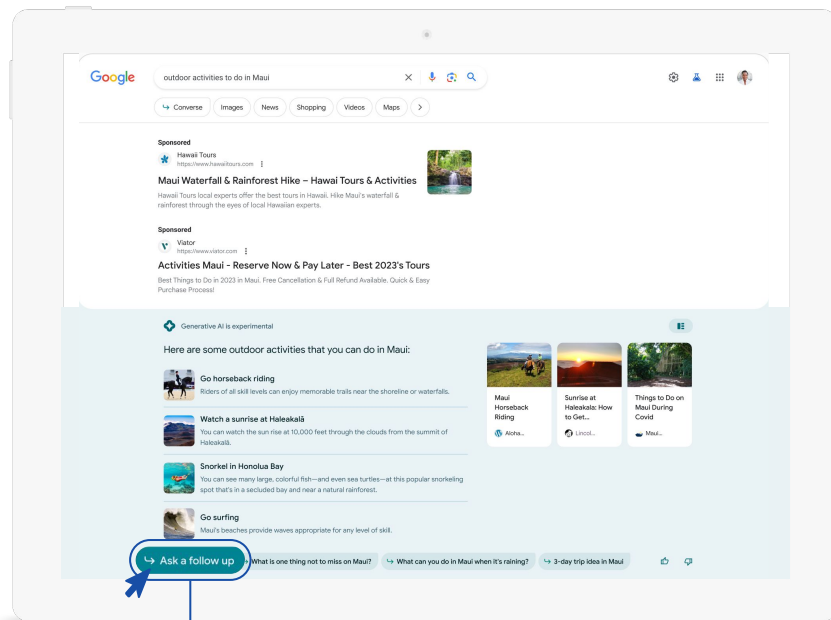 Google
outdoor activities to do in Maui
Converse
Images
News
Shopping
Videos
Maps
Sponsored
Hawaii Tours
https://www.hawaiitours.com
Maui Waterfall & Rainforest Hike – Hawai Tours & Activities
Hawaii Tours local experts offer the best tours in Hawaii. Hike Maui's waterfall &
rainforest through the eyes of local Hawaiian experts.
Sponsored
Viator
https://www.viator.com
Activities Maui - Reserve Now & Pay Later - Best 2023's Tours
Best Things to Do in 2023 in Maui. Free Cancellation & Full Refund Available. Quick & Easy
Purchase Process!
Generative AI is experimental
Here are some outdoor activities that you can do in Maui:
Go horseback riding
Riders of all skill levels can enjoy memorable trails near the shoreline or waterfalls.
Watch a sunrise at Haleakalā
You can watch the sun rise at 10,000 feet through the clouds from the summit of
Haleakalā.
Snorkel in Honolua Bay
You can see many large, colorful fish—and even sea turtles—at this popular snorkeling
spot that's in a secluded bay and near a natural rainforest.
Go surfing
Maui's beaches provide waves appropriate for any level of skill.
Maui
Horseback
Riding
Aloha...
Sunrise at
Haleakala: How
to Get...
Lincol...
Things to Do on
Maui During
Covid
Maui...
Ask a follow up
What is one thing not to miss on Maui?
What can you do in Maui when it's raining?
3-day trip idea in Maui